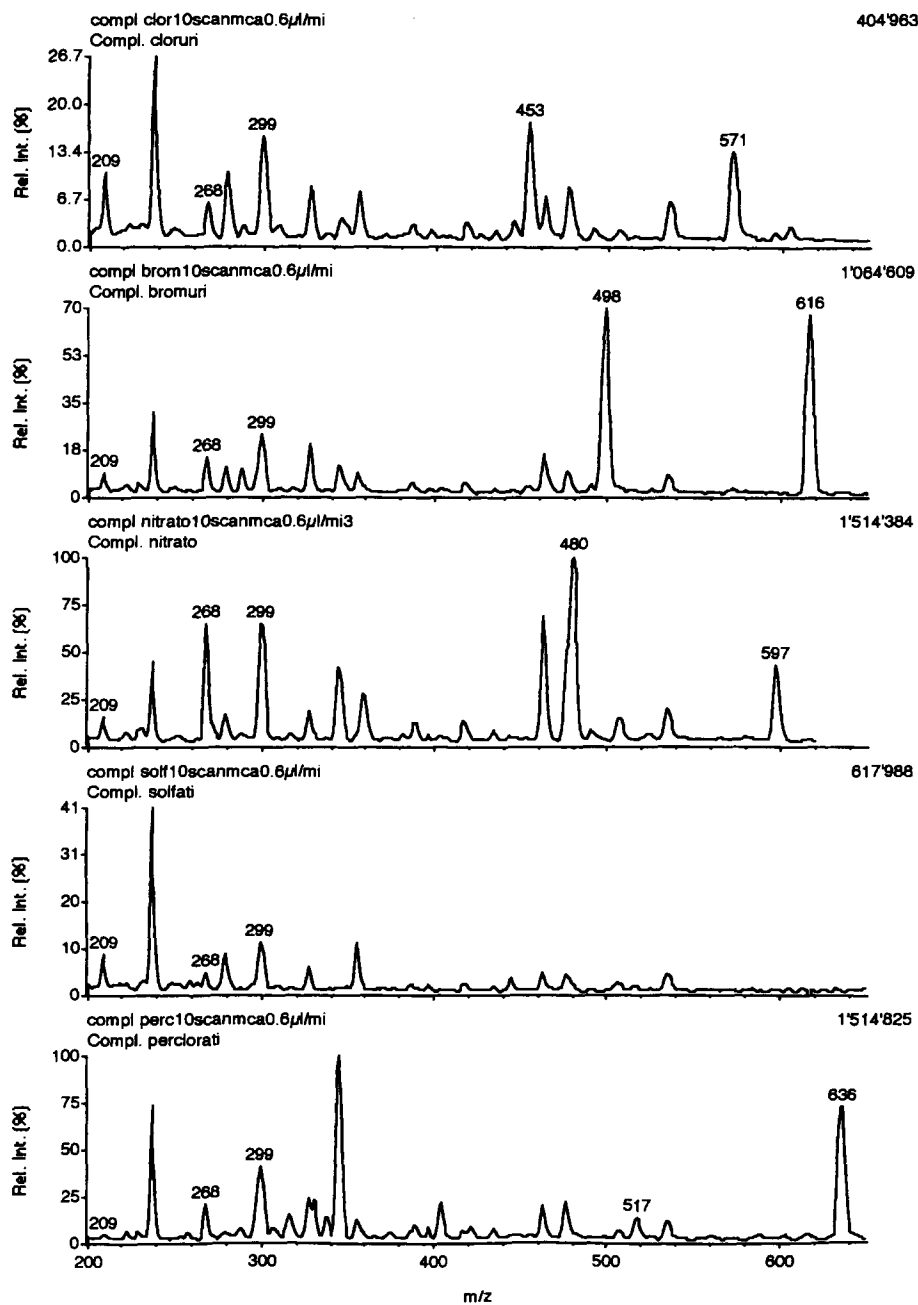 compl clor10scanmca0.6µl/mi 404'963
Compl. cloruri
26.7
20.0
13.4
6.7
0.0
Rel. Int. (%)
209
268
299
453
571
compl brom10scanmca0.6µl/mi 1'064'609
Compl. bromuri
70
53
35
18
0
Rel. Int. (%)
209
268
299
498
616
compl nitrato10scanmca0.6µl/mi3 1'514'384
Compl. nitrato
100
75
50
25
0
Rel. Int. (%)
209
268
299
480
597
compl solf10scanmca0.6µl/mi 617'988
Compl. solfati
41
31
20
10
0
Rel. Int. (%)
209
268
299
compl perc10scanmca0.6µl/mi 1'514'825
Compl. perclorati
100
75
50
25
0
Rel. Int. (%)
209
268
299
517
636
200 300 400 500 600
m/z